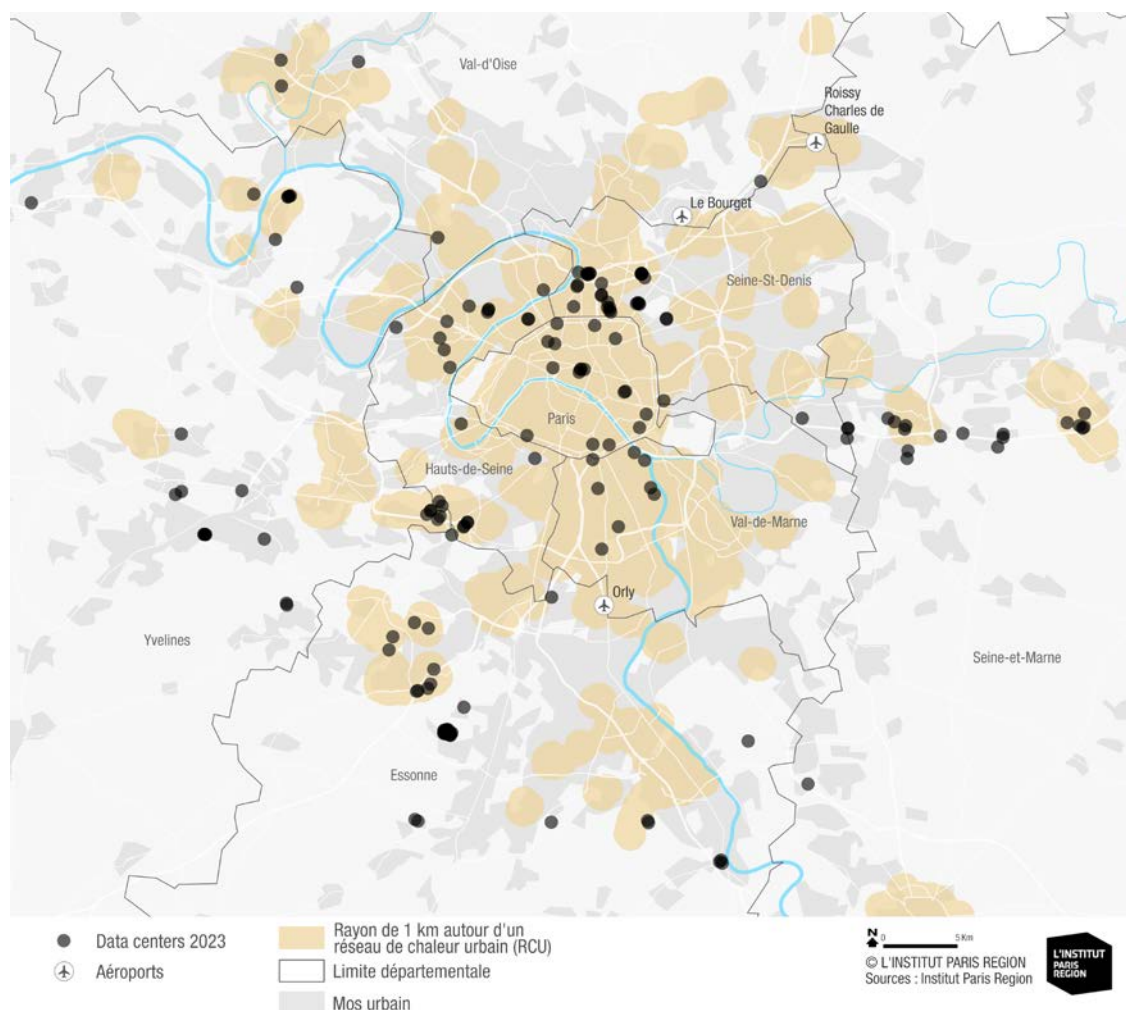 Val-d'Oise
Roissy
Charles de
Gaulle
Le Bourget
Seine-St-Denis
Paris
Hauts-de-Seine
Val-de-Marne
Orly
Yvelines
Seine-et-Marne
Essonne
Data centers 2023
Aéroports
Rayon de 1 km autour d'un
réseau de chaleur urbain (RCU)
Limite départementale
Mos urbain
N
0 5 Km
© L'INSTITUT PARIS REGION
Sources : Institut Paris Region
L'INSTITUT
PARIS
REGION